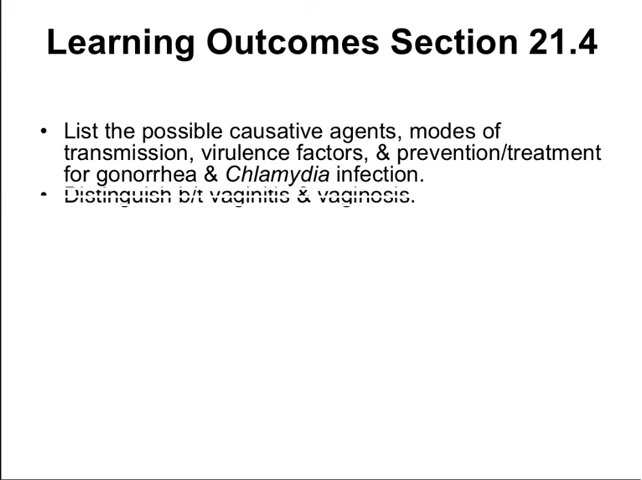 Learning Outcomes Section 21.4
• List the possible causative agents, modes of
transmission, virulence factors, & prevention/treatment
for gonorrhea & Chlamydia infection.
• Distinguish b/t vaginitis & vaginosis.